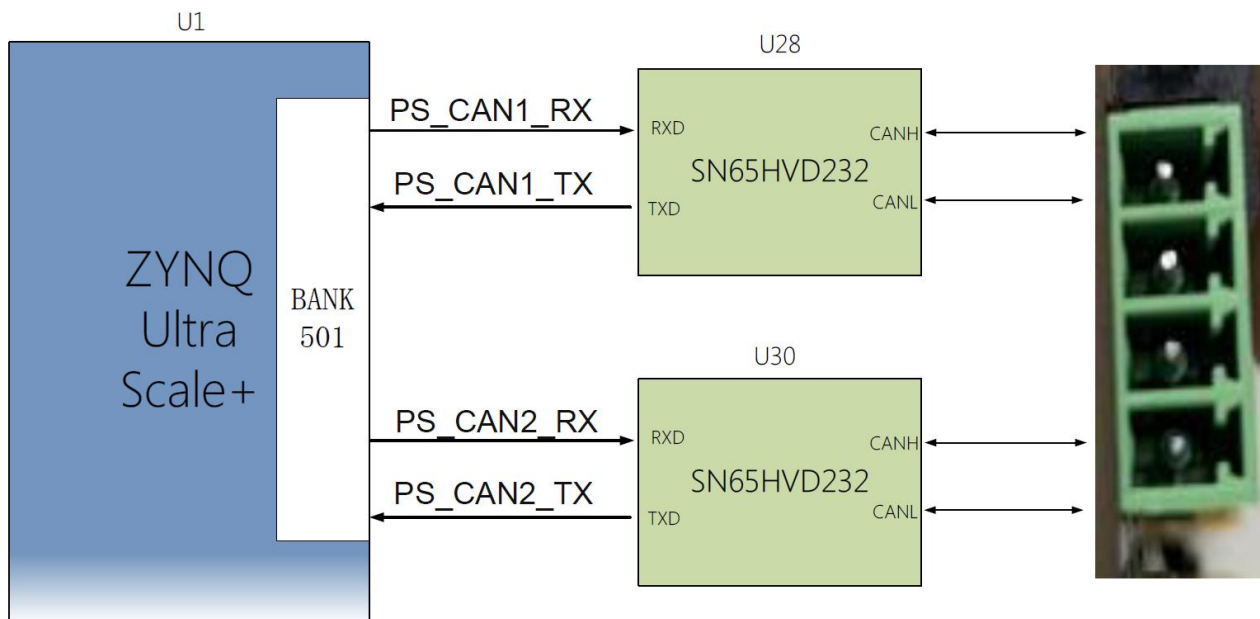 U1
ZYNQ
Ultra
Scale+
BANK
501
PS_CAN1_RX
PS_CAN1_TX
U28
RXD
TXD
SN65HVD232
CANH
CANL
PS_CAN2_RX
PS_CAN2_TX
U30
RXD
TXD
SN65HVD232
CANH
CANL